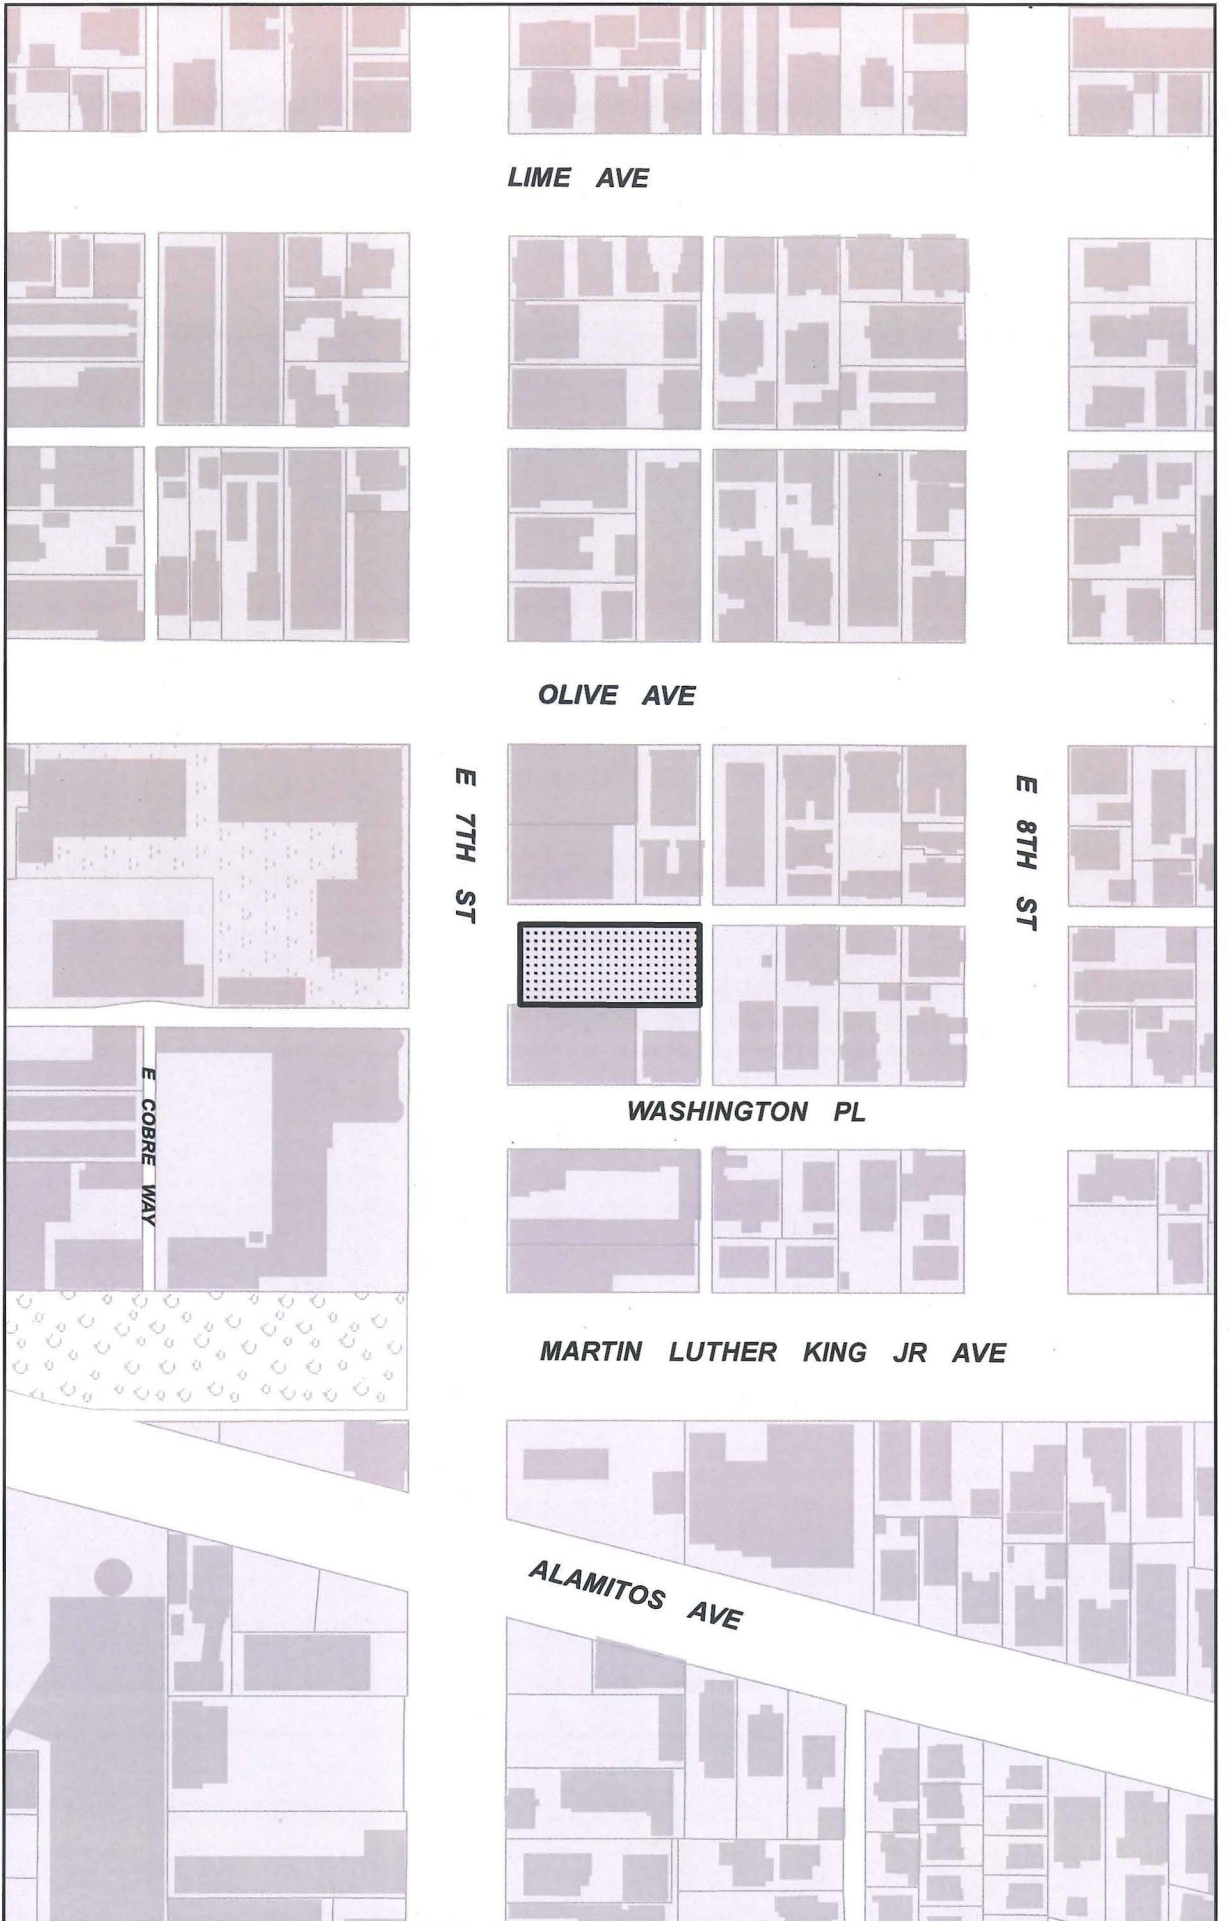 LIME AVE
OLIVE AVE
E 7TH ST
E 8TH ST
WASHINGTON PL
E COBRE WAY
MARTIN LUTHER KING JR AVE
ALAMITOS AVE